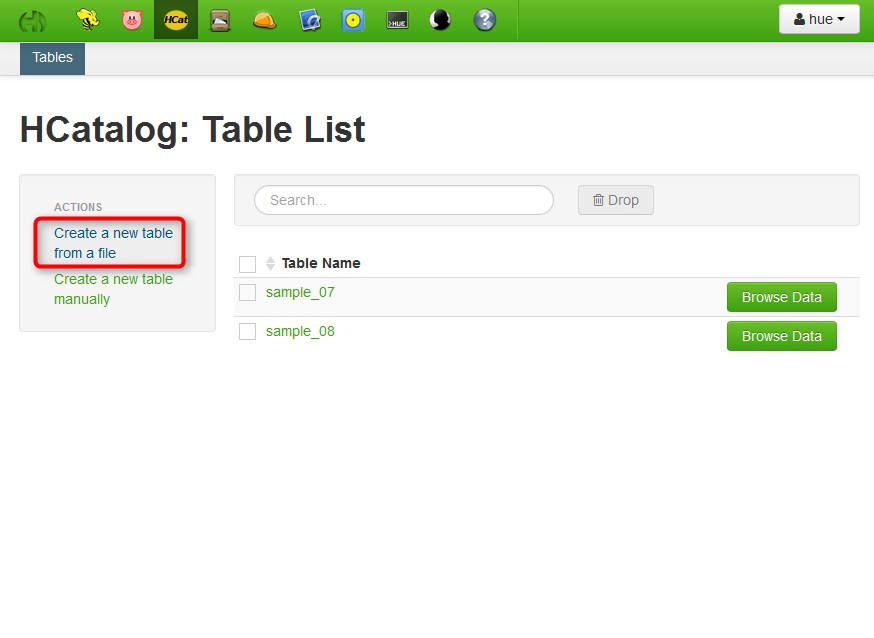 HCat
HUE
?
hue
Tables
HCatalog: Table List
ACTIONS
Create a new table
from a file
Create a new table
manually
Search...
Drop
Table Name
sample_07
Browse Data
sample_08
Browse Data